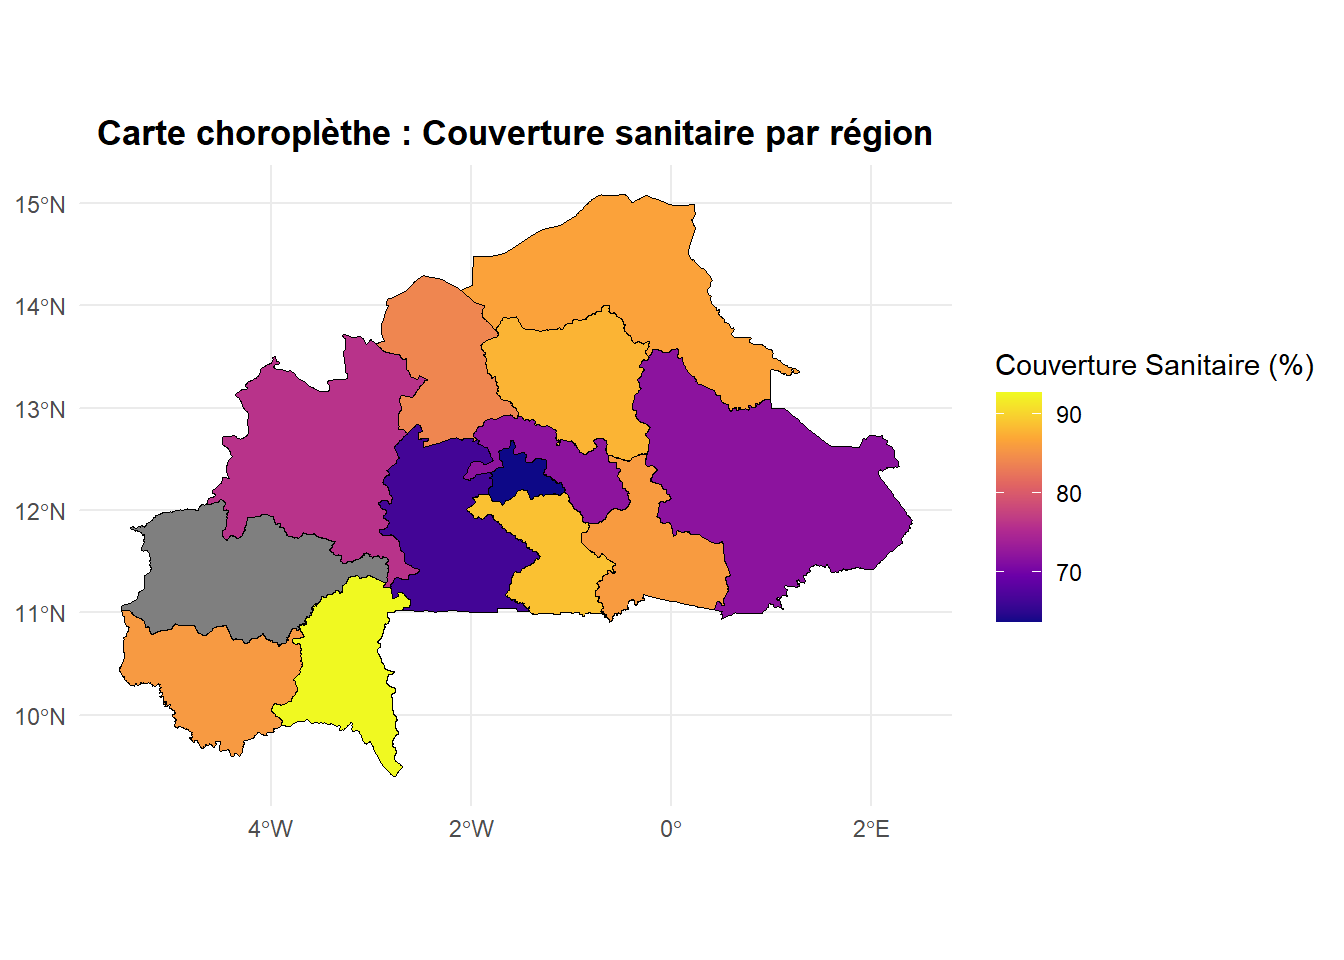 Carte choroplèthe : Couverture sanitaire par région
15°N
14°N
13°N
12°N
11°N
10°N
4°W
2°W
0°
2°E
Couverture Sanitaire (%)
90
80
70